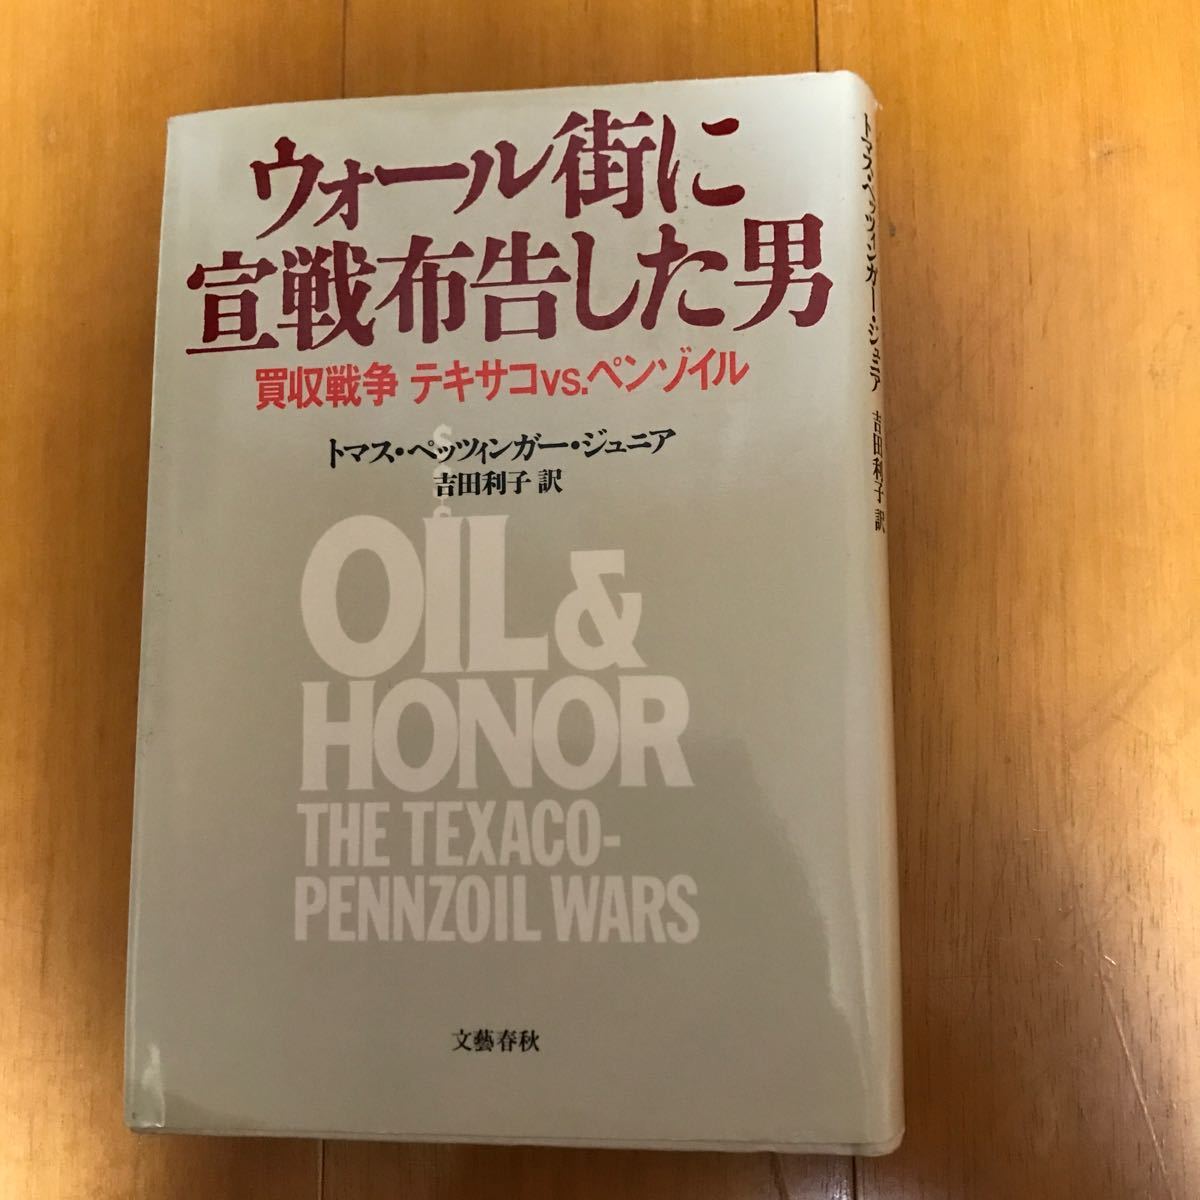 ウォール街に
宣戦布告した男
買収戦争 テキサコvs.ペンゾイル
トマス・ペッツィンガー・ジュニア
吉田利子 訳
OIL &
HONOR
THE TEXACO-
PENNZOIL WARS
文藝春秋
トマス・ペッツィンガー・ジュニア 吉田利子 訳